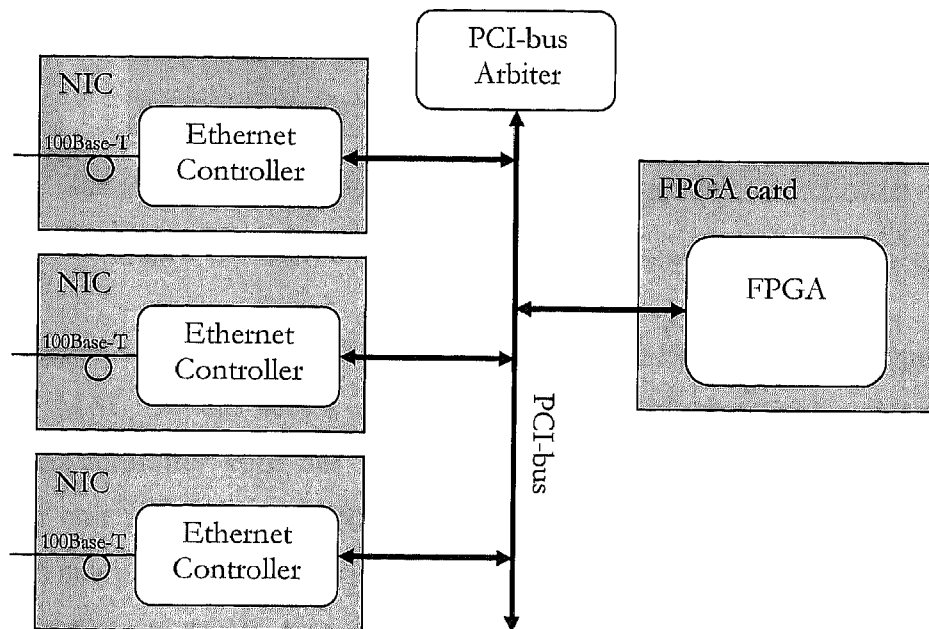 PCI-bus
Arbiter
NIC
100Base-T
Ethernet
Controller
FPGA card
FPGA
NIC
100Base-T
Ethernet
Controller
PCI-bus
NIC
100Base-T
Ethernet
Controller